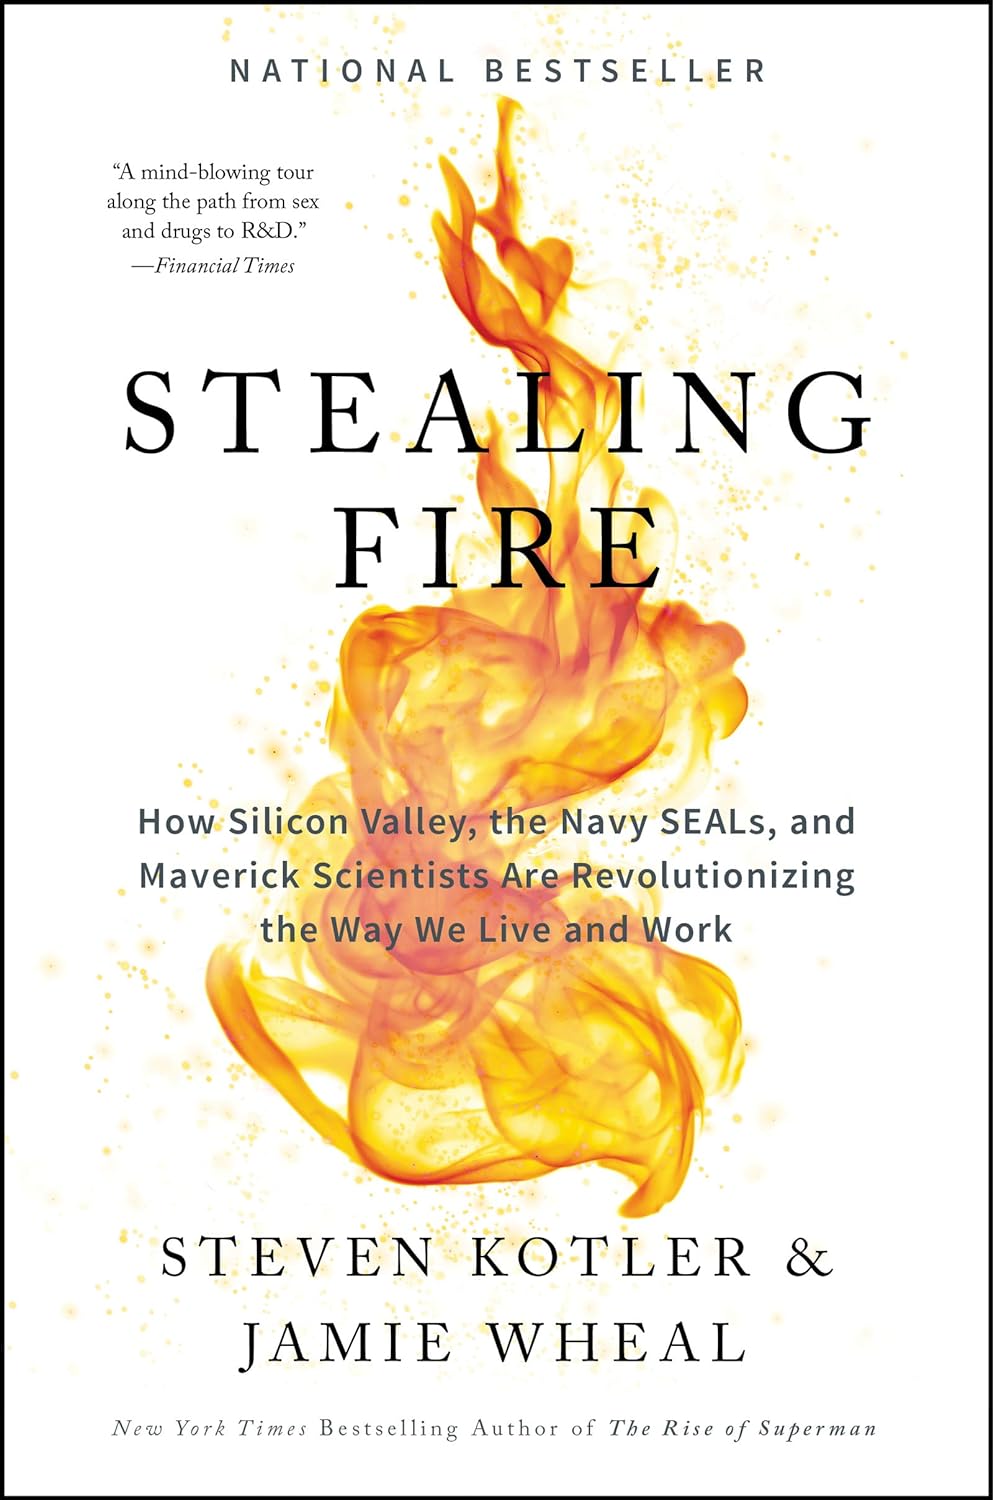 NATIONAL BESTSELLER
“A mind-blowing tour
along the path from sex
and drugs to R&D.”
—Financial Times
STEALING
FIRE
How Silicon Valley, the Navy SEALs, and
Maverick Scientists Are Revolutionizing
the Way We Live and Work
STEVEN KOTLER &
JAMIE WHEAL
New York Times Bestselling Author of The Rise of Superman